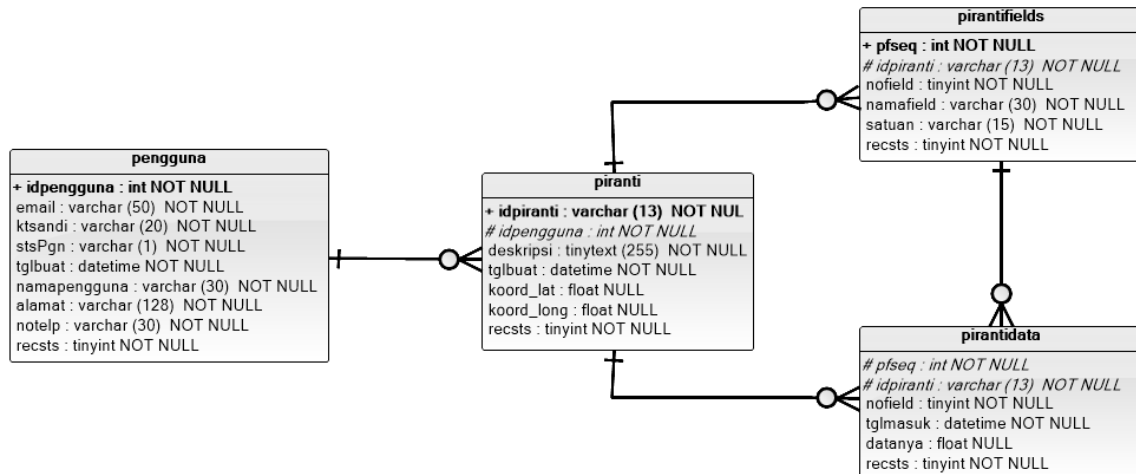 pengguna
+ idpengguna : int NOT NULL
email : varchar (50) NOT NULL
ktsandi : varchar (20) NOT NULL
stsPgn : varchar (1) NOT NULL
tglbuat : datetime NOT NULL
namapengguna : varchar (30) NOT NULL
alamat : varchar (128) NOT NULL
notelp : varchar (30) NOT NULL
recsts : tinyint NOT NULL
piranti
+ idpiranti : varchar (13) NOT NUL
# idpengguna : int NOT NULL
deskripsi : tinytext (255) NOT NULL
tglbuat : datetime NOT NULL
koord_lat : float NULL
koord_long : float NULL
recsts : tinyint NOT NULL
pirantifields
+ pfseq : int NOT NULL
# idpiranti : varchar (13) NOT NULL
nofield : tinyint NOT NULL
namafield : varchar (30) NOT NULL
satuan : varchar (15) NOT NULL
recsts : tinyint NOT NULL
pirantidata
# pfseq : int NOT NULL
# idpiranti : varchar (13) NOT NULL
nofield : tinyint NOT NULL
tglmasuk : datetime NOT NULL
datanya : float NULL
recsts : tinyint NOT NULL